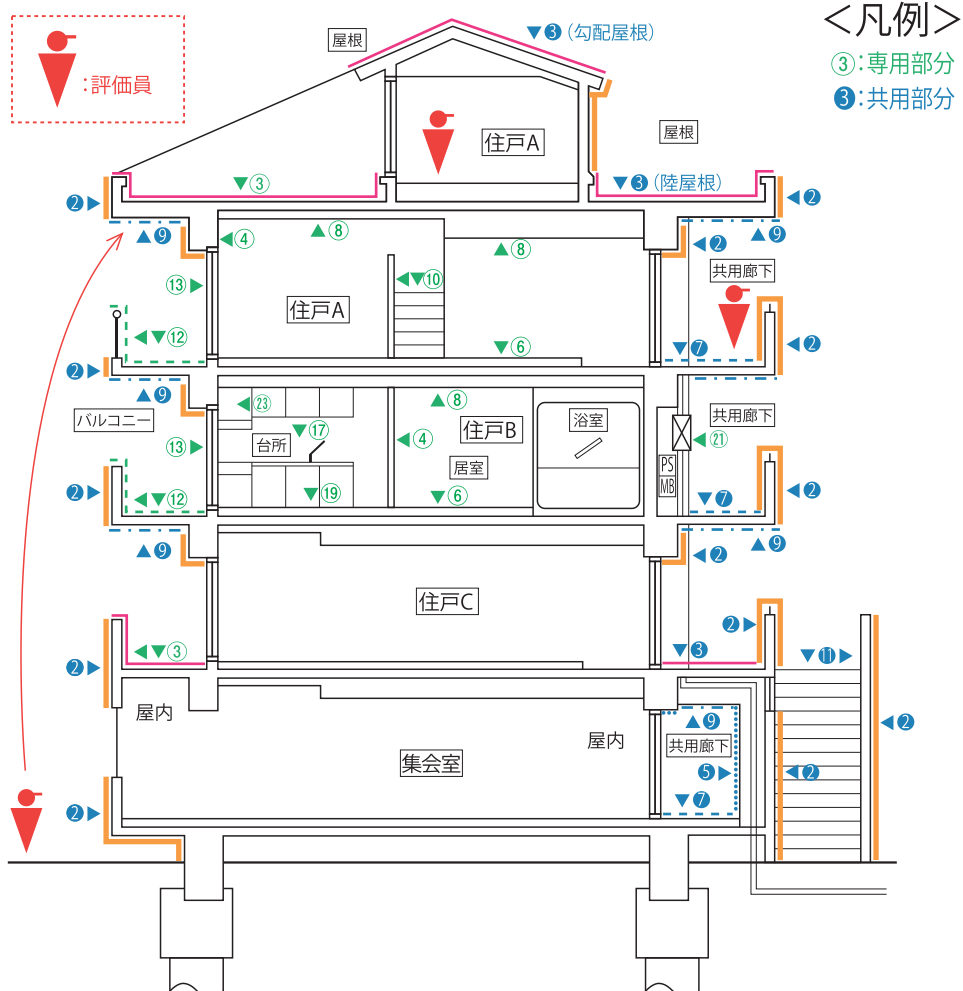 ＜凡例＞
③：専用部分
❸：共用部分
：評価員
屋根
▼❸（勾配屋根）
住戸A
屋根
▼③
▼❸（陸屋根）
❷▶
◀❷
▲❾
◀④
▲⑧
▲⑧
◀❷
▲❾
共用廊下
⑬▶
◀▼⑩
住戸A
◀▼⑫
▼⑥
▼❼
◀❷
❷▶
▲❾
バルコニー
◀㉓
▲⑧
住戸B
浴室
共用廊下
⑬▶
台所
▼⑰
◀④
◀㉑
居室
PS
MB
❷▶
◀▼⑫
▼⑲
▼⑥
▼❼
◀❷
▲❾
◀❷
▲❾
住戸C
❷▶
❷▶
◀▼③
▼❸
▼⓫▶
屋内
屋内
▲❾
◀❷
共用廊下
集会室
❺▶
◀❷
❷▶
▼❼